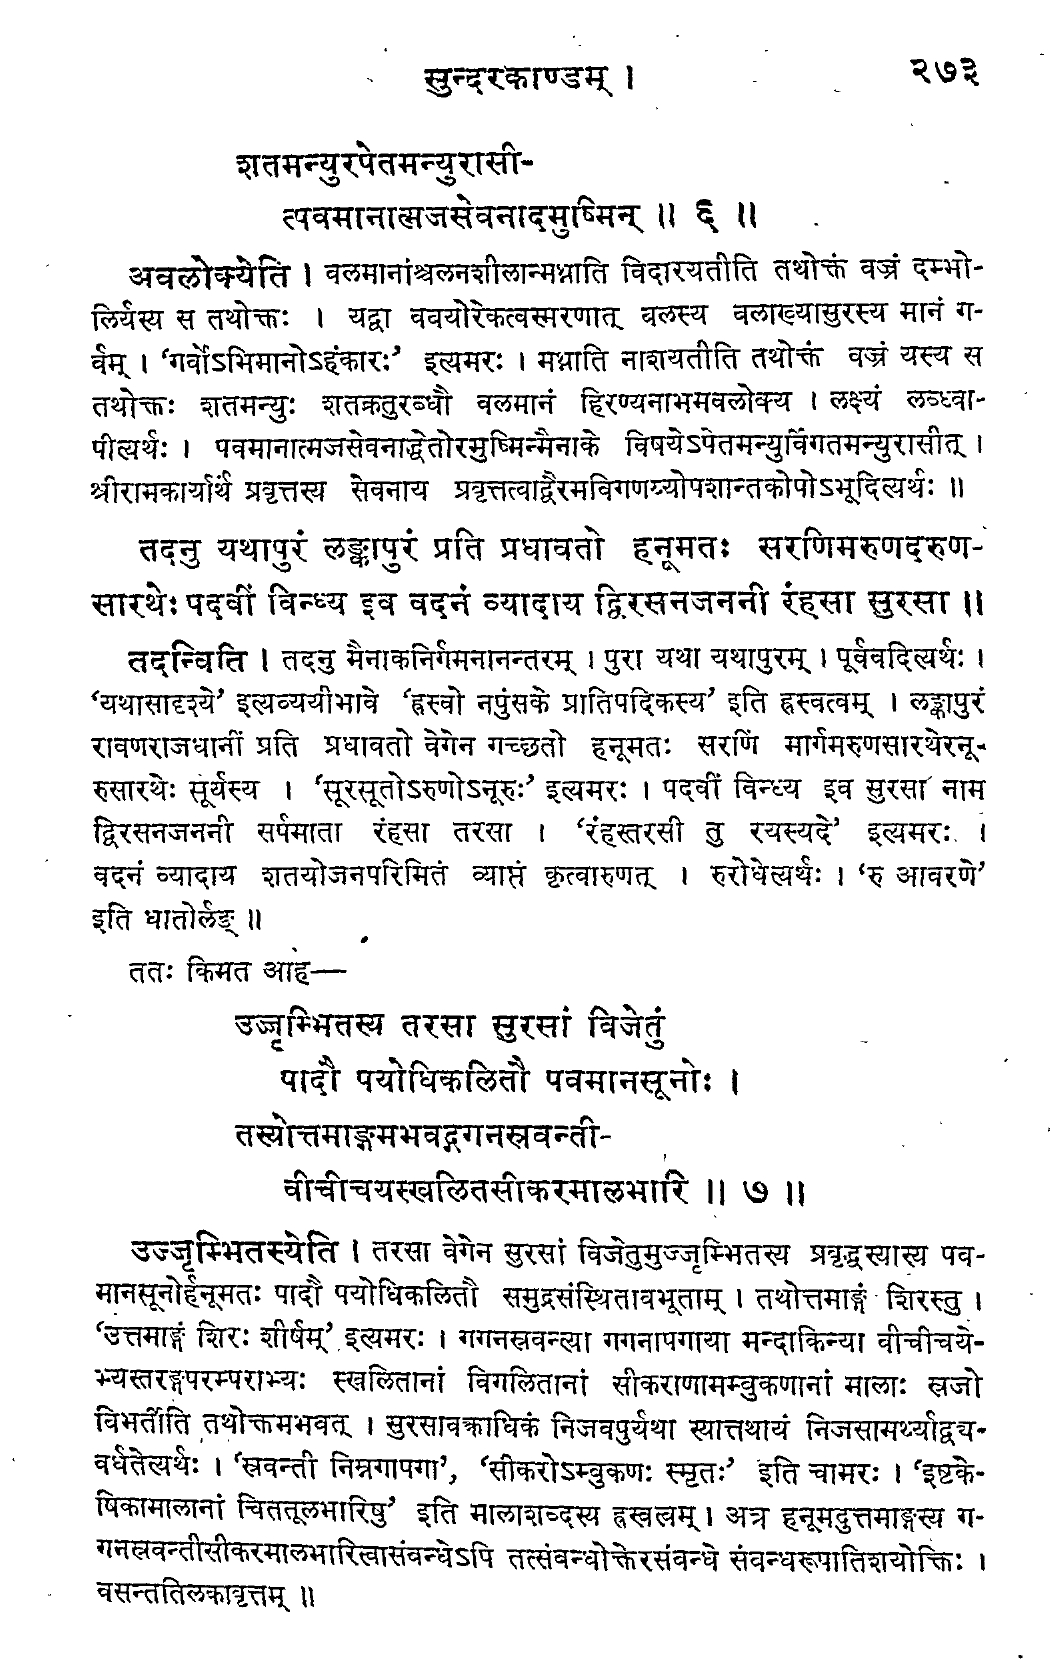 सुन्दरकाण्डम् ।
२७३
शतमन्युरपेतमन्युरासी-
त्पवमानात्मजसेवनादमुष्मिन् ॥ ६ ॥
अवलोक्येति । वलमानांश्चलनशीलान्मथ्नाति विदारयतीति तथोक्तं वज्रं दम्भो-
लिर्यस्य स तथोक्तः । यद्वा बवयोरेकत्वस्मरणात् वलस्य वलाख्यासुरस्य मानं ग-
र्वम् । ‘गर्वोऽभिमानोऽहंकारः’ इत्यमरः । मथ्नाति नाशयतीति तथोक्तं वज्रं यस्य स
तथोक्तः शतमन्युः शतक्रतुरब्धौ वलमानं हिरण्यनाभमवलोक्य । लक्ष्यं लब्ध्वा-
पीत्यर्थः । पवमानात्मजसेवनाद्धेतोरमुष्मिन्मैनाके विषयेऽपेतमन्युर्विगतमन्युरासीत् ।
श्रीरामकार्यार्थं प्रवृत्तस्य सेवनाय प्रवृत्तत्वाद्वैरमविगणय्योपशान्तकोपोऽभूदित्यर्थः ॥
तदनु यथापुरं लङ्कापुरं प्रति प्रधावतो हनूमतः सरणिमरुणदरुण-
सारथेः पदवीं विन्ध्य इव वदनं व्यादाय द्विरसनजननी रंहसा सुरसा ॥
तदन्विति । तदनु मैनाकनिर्गमनानन्तरम् । पुरा यथा यथापुरम् । पूर्ववदित्यर्थः ।
‘यथासादृश्ये’ इत्यव्ययीभावे ‘ह्रस्वो नपुंसके प्रातिपदिकस्य’ इति ह्रस्वत्वम् । लङ्कापुरं
रावणराजधानीं प्रति प्रधावतो वेगेन गच्छतो हनूमतः सरणिं मार्गमरुणसारथेरनू-
रुसारथेः सूर्यस्य । ‘सूरसूतोऽरुणोऽनूरुः’ इत्यमरः । पदवीं विन्ध्य इव सुरसा नाम
द्विरसनजननी सर्पमाता रंहसा तरसा । ‘रंहस्तरसी तु रयस्यदे’ इत्यमरः ।
वदनं व्यादाय शतयोजनपरिमितं व्याप्तं कृत्वारुणत् । रुरोधेत्यर्थः । ‘रु आवरणे’
इति धातोर्लङ् ॥
ततः किमत आह—
उज्जृम्भितस्य तरसा सुरसां विजेतुं
पादौ पयोधिकलितौ पवमानसूनोः ।
तस्योत्तमाङ्गमभवद्गगनस्रवन्ती-
वीचीचयस्खलितसीकरमालभारि ॥ ७ ॥
उज्जृम्भितस्येति । तरसा वेगेन सुरसां विजेतुमुज्जृम्भितस्य प्रवृद्धस्यास्य पव-
मानसूनोर्हनूमतः पादौ पयोधिकलितौ समुद्रसंस्थितावभूताम् । तथोत्तमाङ्गं शिरस्तु ।
‘उत्तमाङ्गं शिरः शीर्षम्’ इत्यमरः । गगनस्रवन्त्या गगनापगाया मन्दाकिन्या वीचीचये-
भ्यस्तरङ्गपरम्पराभ्यः स्खलितानां विगलितानां सीकराणामम्बुकणानां मालाः स्रजो
बिभर्तीति तथोक्तमभवत् । सुरसावक्राधिकं निजवपुर्यथा स्यात्तथायं निजसामर्थ्याद्व्यव-
वर्धतेत्यर्थः । ‘स्रवन्ती निम्नगापगा’, ‘सीकरोऽम्बुकणः स्मृतः’ इति चामरः । ‘इष्टके-
षिकामालानां चिततूलभारिषु’ इति मालाशब्दस्य ह्रस्वत्वम् । अत्र हनूमदुत्तमाङ्गस्य ग-
गनस्रवन्तीसीकरमालभारित्वासंबन्धेऽपि तत्संबन्धोक्तेरसंबन्धे संबन्धरूपातिशयोक्तिः ।
वसन्ततिलकावृत्तम् ॥